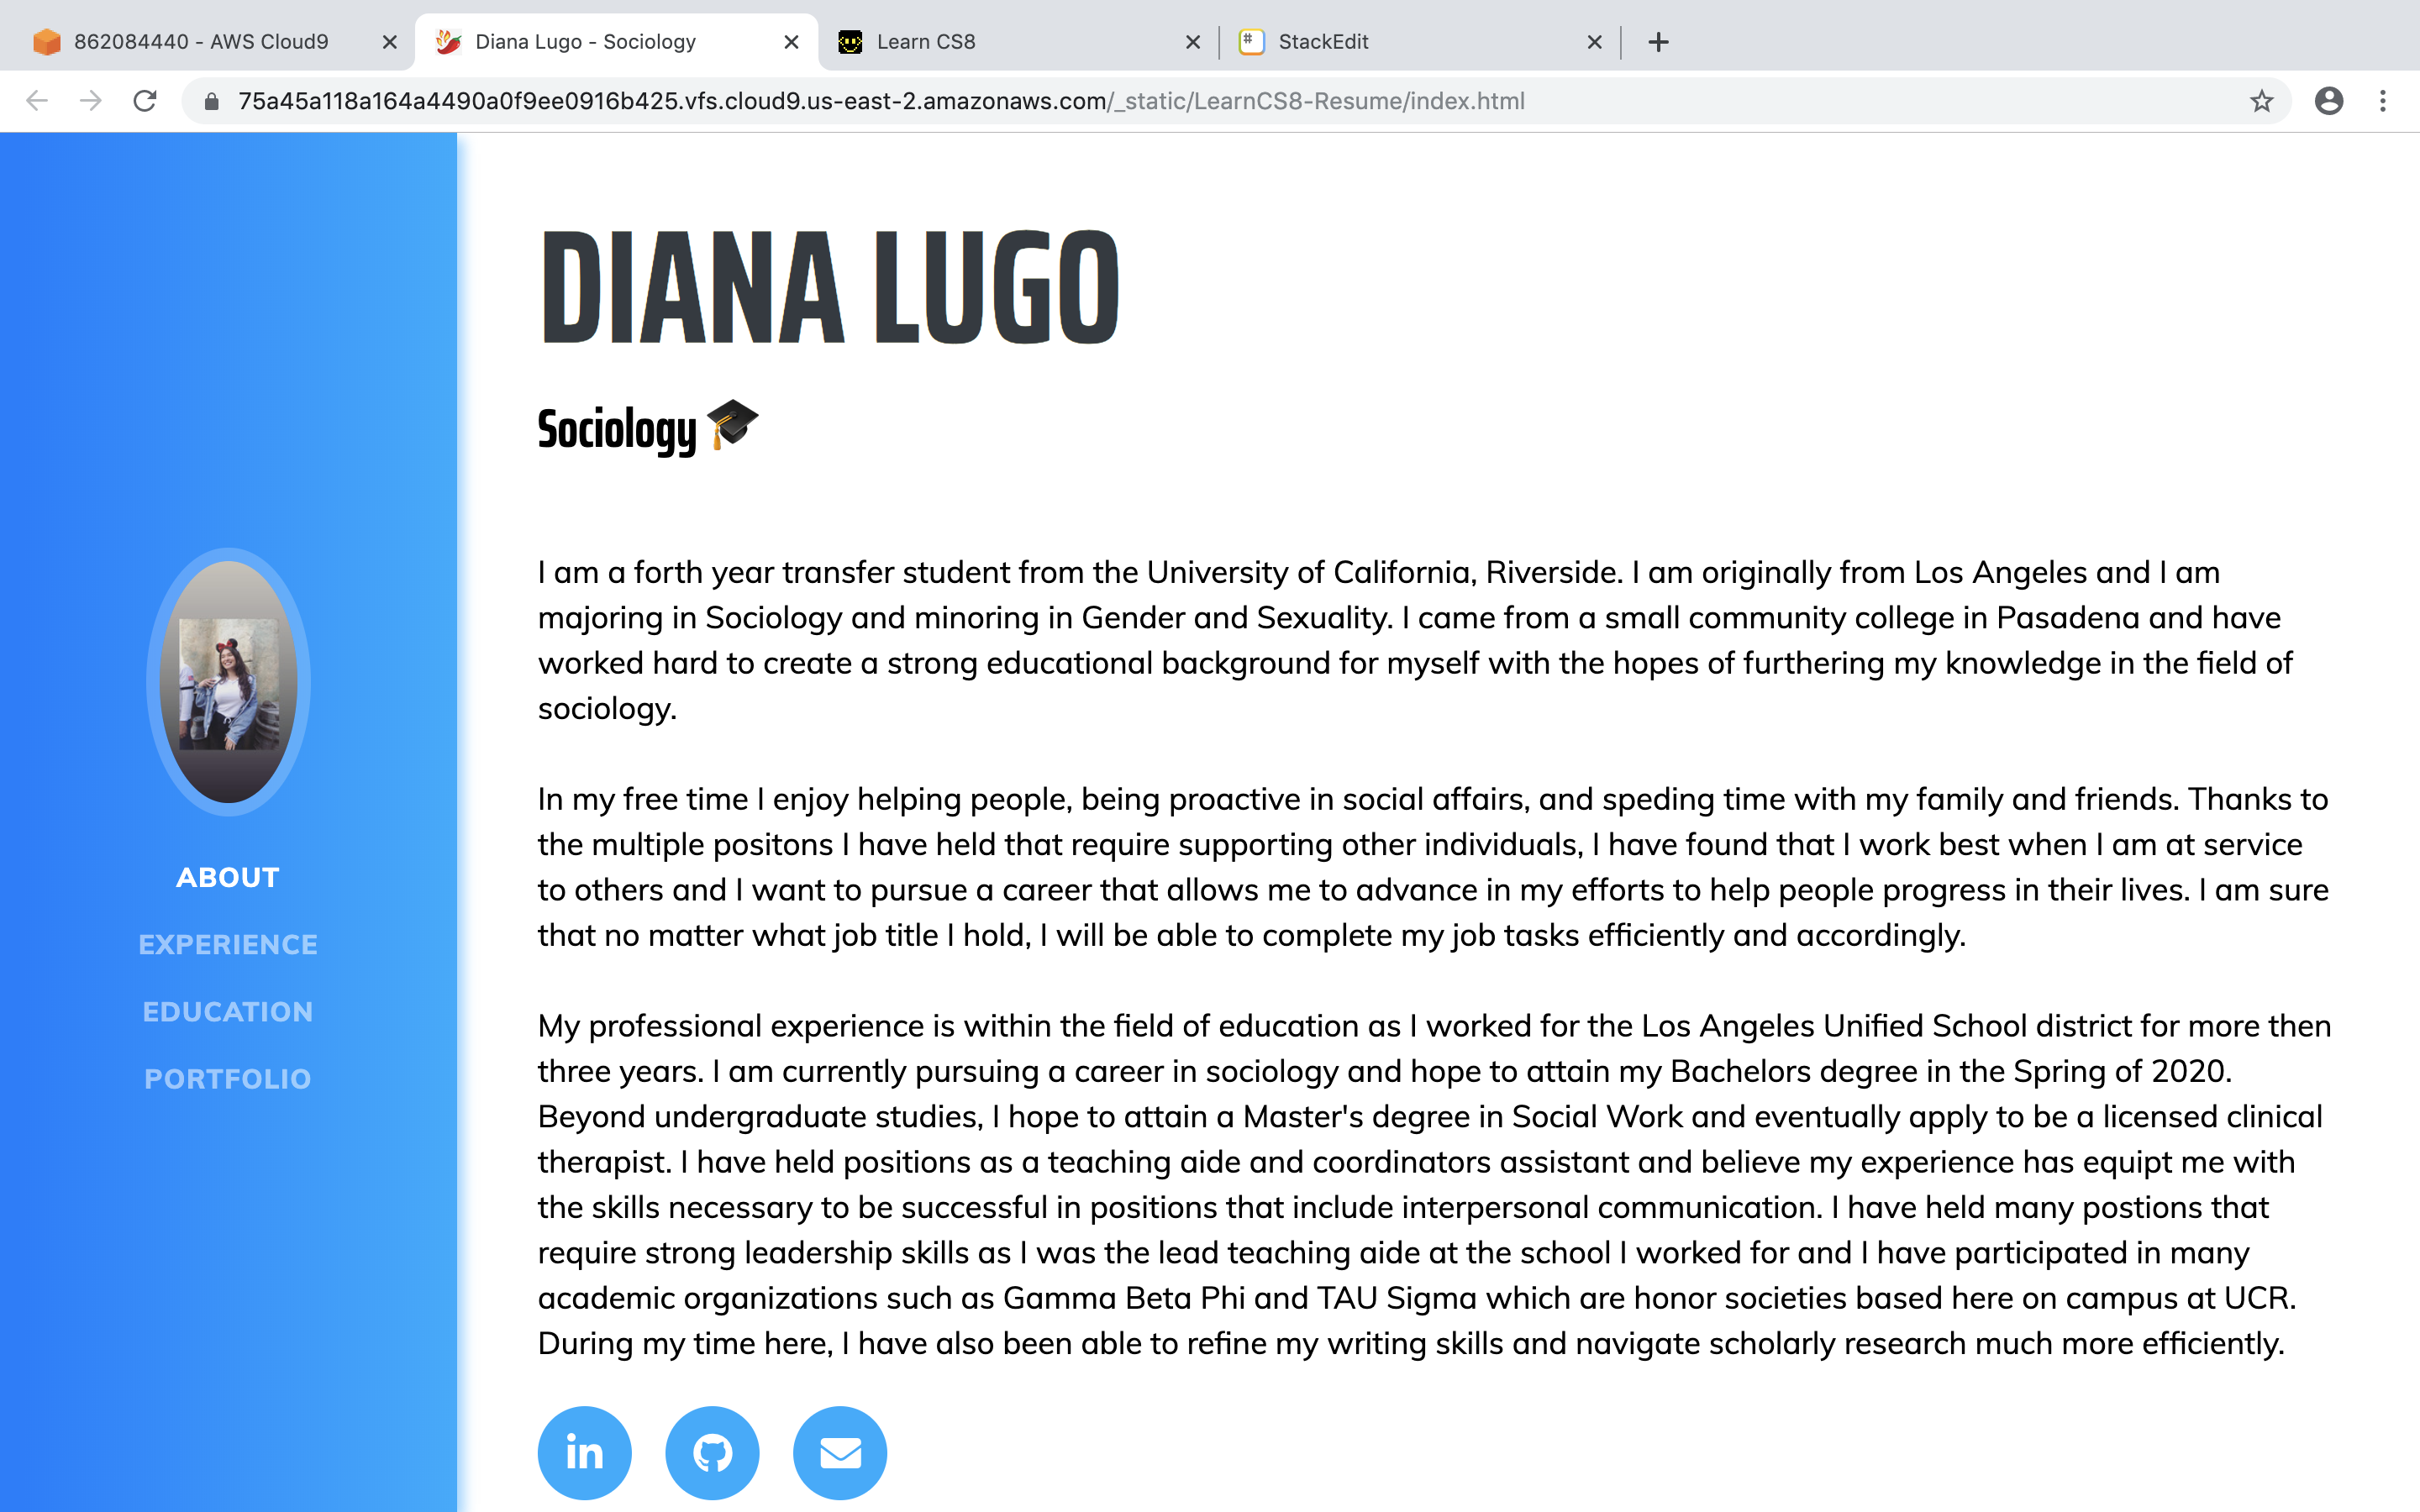 862084440 - AWS Cloud9
Diana Lugo - Sociology
Learn CS8
StackEdit
75a45a118a164a4490a0f9ee0916b425.vfs.cloud9.us-east-2.amazonaws.com/_static/LearnCS8-Resume/index.html
ABOUT
EXPERIENCE
EDUCATION
PORTFOLIO
DIANA LUGO
Sociology
I am a forth year transfer student from the University of California, Riverside. I am originally from Los Angeles and I am
majoring in Sociology and minoring in Gender and Sexuality. I came from a small community college in Pasadena and have
worked hard to create a strong educational background for myself with the hopes of furthering my knowledge in the field of
sociology.
In my free time I enjoy helping people, being proactive in social affairs, and speding time with my family and friends. Thanks to
the multiple positons I have held that require supporting other individuals, I have found that I work best when I am at service
to others and I want to pursue a career that allows me to advance in my efforts to help people progress in their lives. I am sure
that no matter what job title I hold, I will be able to complete my job tasks efficiently and accordingly.
My professional experience is within the field of education as I worked for the Los Angeles Unified School district for more then
three years. I am currently pursuing a career in sociology and hope to attain my Bachelors degree in the Spring of 2020.
Beyond undergraduate studies, I hope to attain a Master's degree in Social Work and eventually apply to be a licensed clinical
therapist. I have held positions as a teaching aide and coordinators assistant and believe my experience has equipt me with
the skills necessary to be successful in positions that include interpersonal communication. I have held many postions that
require strong leadership skills as I was the lead teaching aide at the school I worked for and I have participated in many
academic organizations such as Gamma Beta Phi and TAU Sigma which are honor societies based here on campus at UCR.
During my time here, I have also been able to refine my writing skills and navigate scholarly research much more efficiently.
in